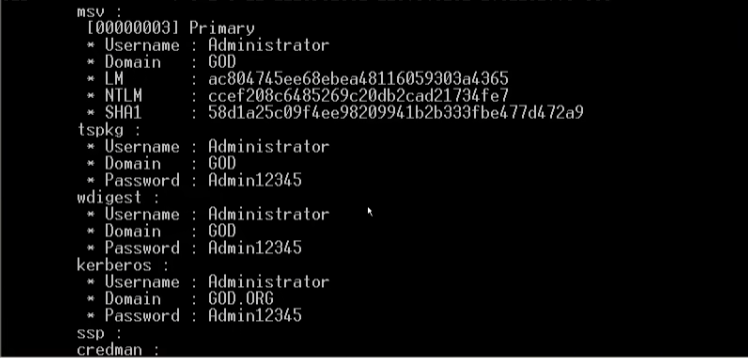 msv :
[00000003] Primary
* Username : Administrator
* Domain : GOD
* LM : ac804745ee68ebea48116059303a4365
* NTLM : ccef208c6485269c20db2cad21734fe7
* SHA1 : 58d1a25c09f4ee98209941b2b333fbe477d472a9
tspkg :
* Username : Administrator
* Domain : GOD
* Password : Admin12345
wdigest :
* Username : Administrator
* Domain : GOD
* Password : Admin12345
kerberos :
* Username : Administrator
* Domain : GOD.ORG
* Password : Admin12345
ssp :
credman :